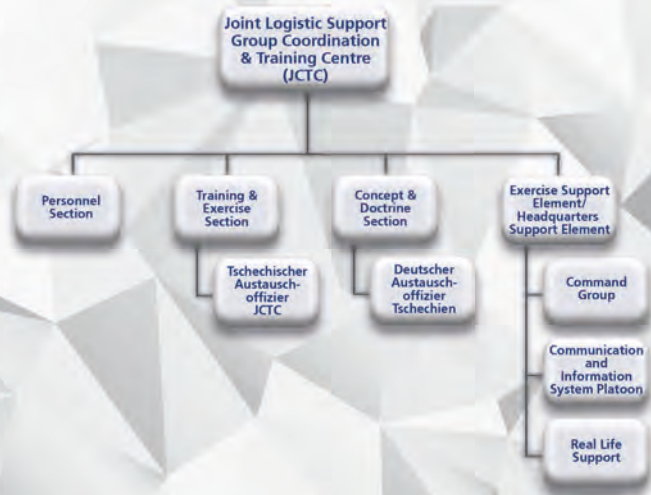 Joint Logistic Support
Group Coordination
& Training Centre
(JCTC)
Personnel
Section
Training &
Exercise
Section
Concept &
Doctrine
Section
Exercise Support
Element/
Headquarters
Support Element
Tschechischer
Austausch-
offizier
JCTC
Deutscher
Austausch-
offizier
Tschechien
Command
Group
Communication
and
Information
System Platoon
Real Life
Support